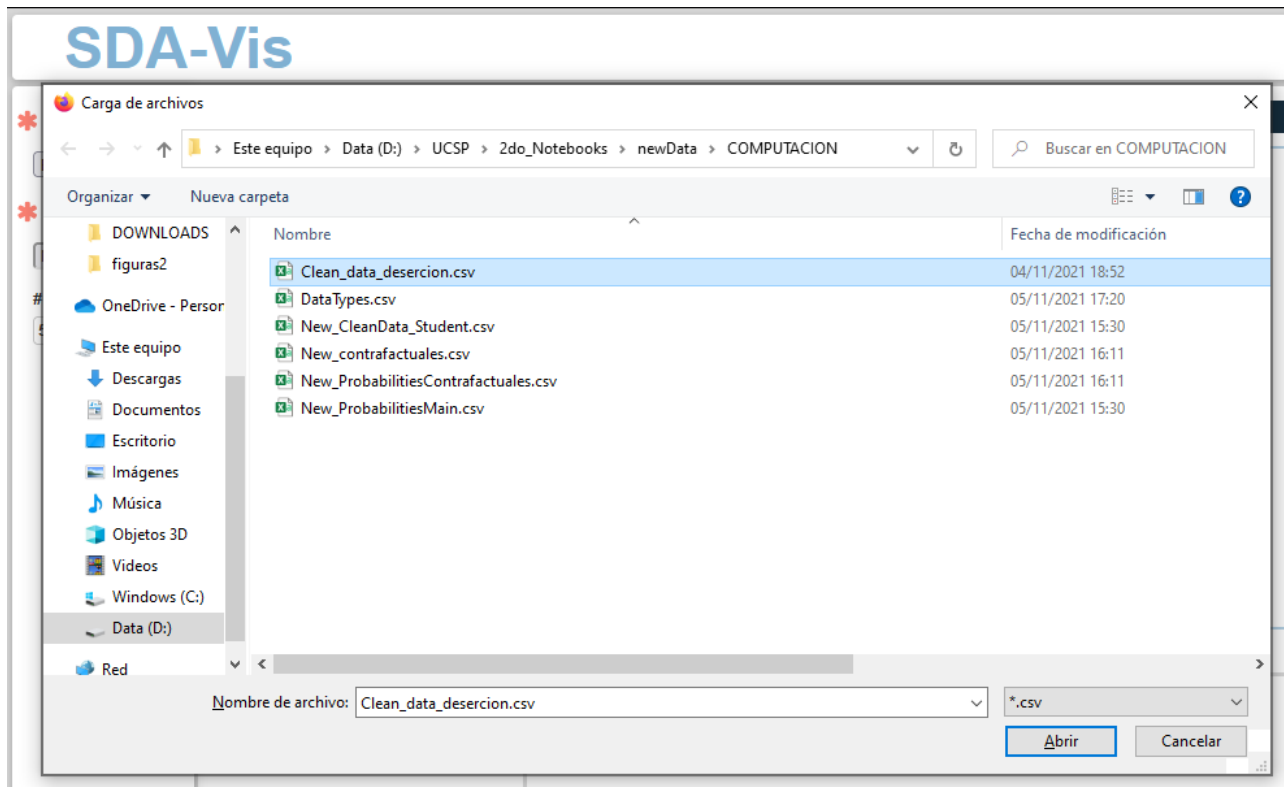 SDA-Vis
Carga de archivos
Este equipo > Data (D:) > UCSP > 2do_Notebooks > newData > COMPUTACION
Buscar en COMPUTACION
Organizar
Nueva carpeta
DOWNLOADS
figuras2
OneDrive - Person
Este equipo
Descargas
Documentos
Escritorio
Imágenes
Música
Objetos 3D
Videos
Windows (C:)
Data (D:)
Red
Nombre
Fecha de modificación
Clean_data_desercion.csv 04/11/2021 18:52
DataTypes.csv 05/11/2021 17:20
New_CleanData_Student.csv 05/11/2021 15:30
New_contrafactuales.csv 05/11/2021 16:11
New_ProbabilitiesContrafactuales.csv 05/11/2021 16:11
New_ProbabilitiesMain.csv 05/11/2021 15:30
Nombre de archivo: Clean_data_desercion.csv
*.csv
Abrir
Cancelar